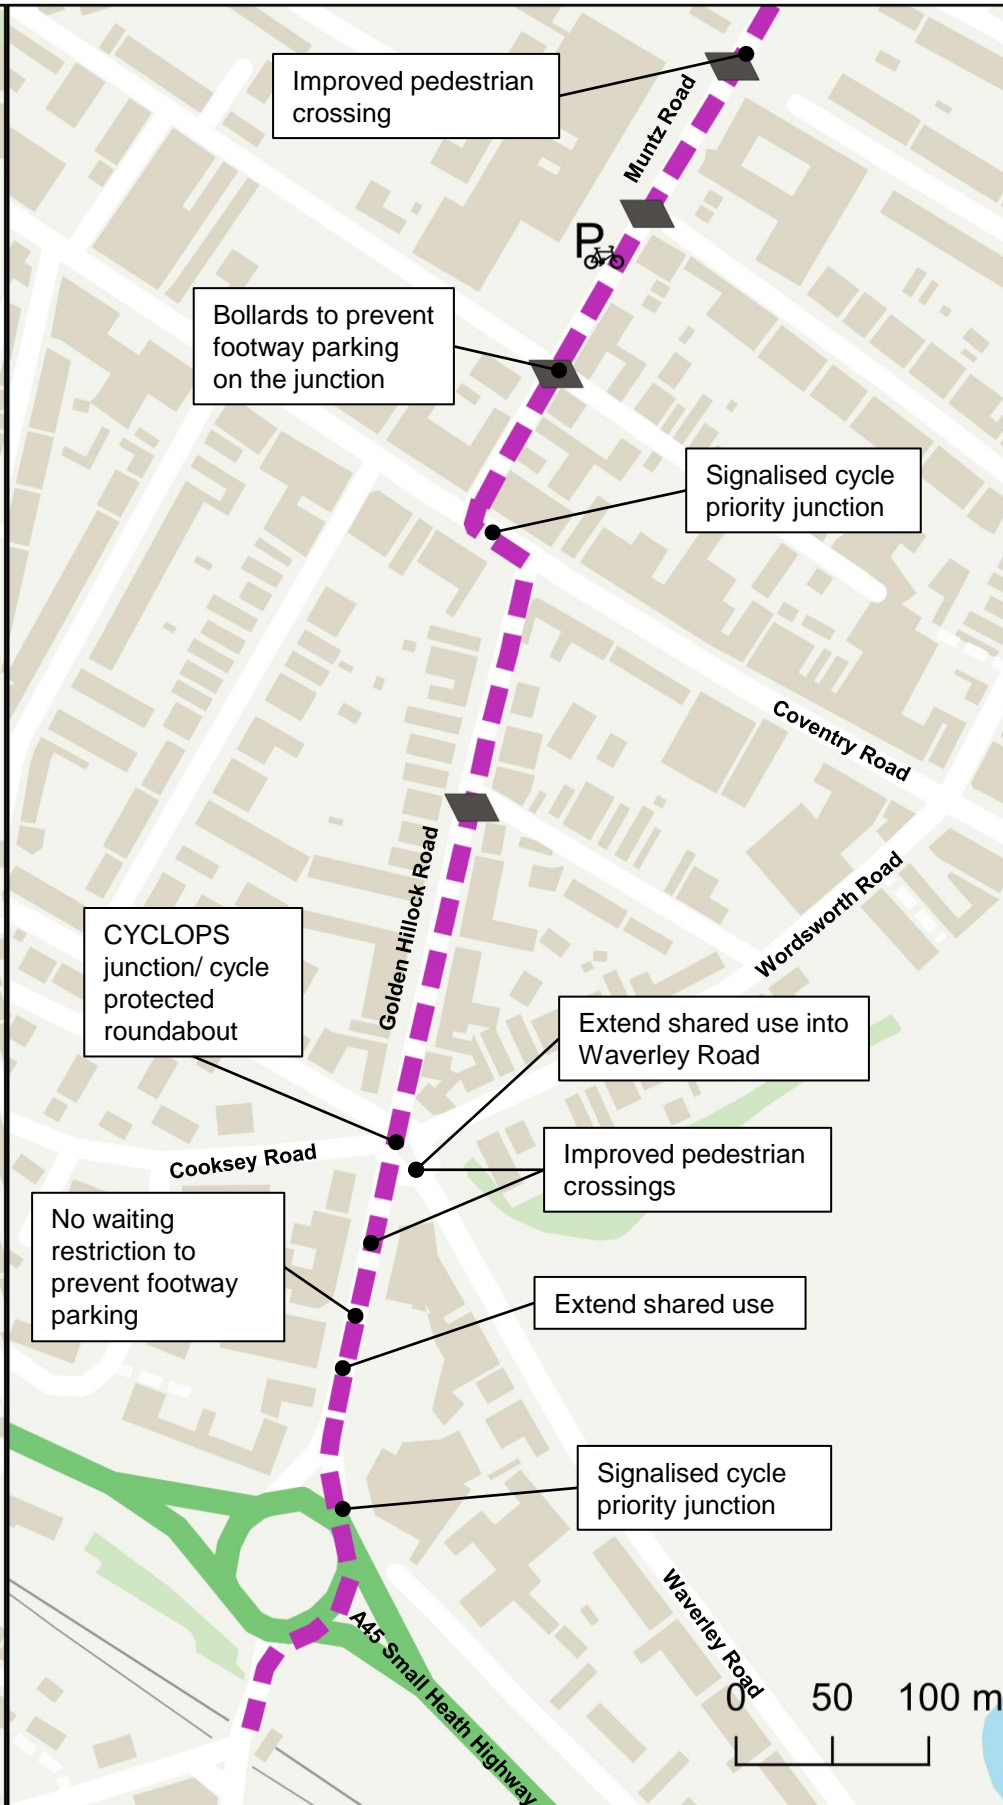 Improved pedestrian
crossing
Muntz Road
P
Bollards to prevent
footway parking
on the junction
Signalised cycle
priority junction
Coventry Road
Golden Hillock Road
Wordsworth Road
CYCLOPS
junction/ cycle
protected
roundabout
Extend shared use into
Waverley Road
Cooksey Road
Improved pedestrian
crossings
No waiting
restriction to
prevent footway
parking
Extend shared use
Signalised cycle
priority junction
Waverley Road
A45 Small Heath Highway
0 50 100 m